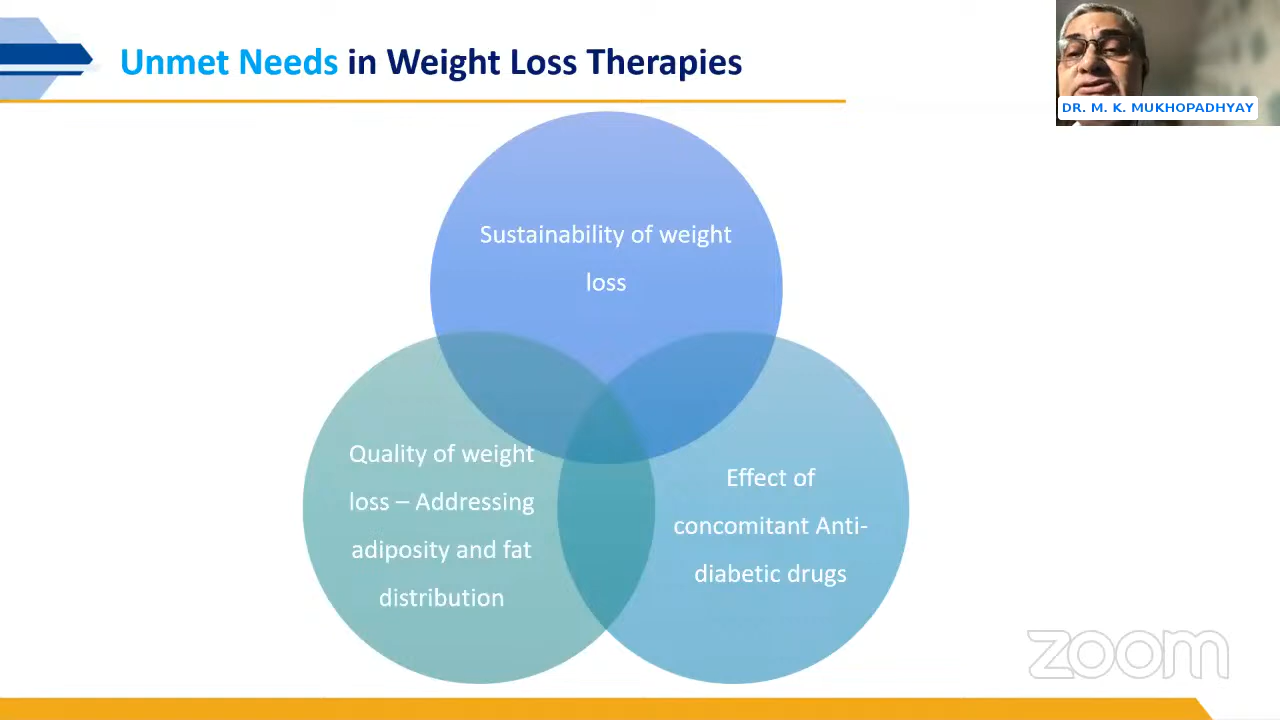 Unmet Needs in Weight Loss Therapies
DR. M. K. MUKHOPADHYAY
Sustainability of weight
loss
Quality of weight
loss – Addressing
adiposity and fat
distribution
Effect of
concomitant Anti-
diabetic drugs
zoom